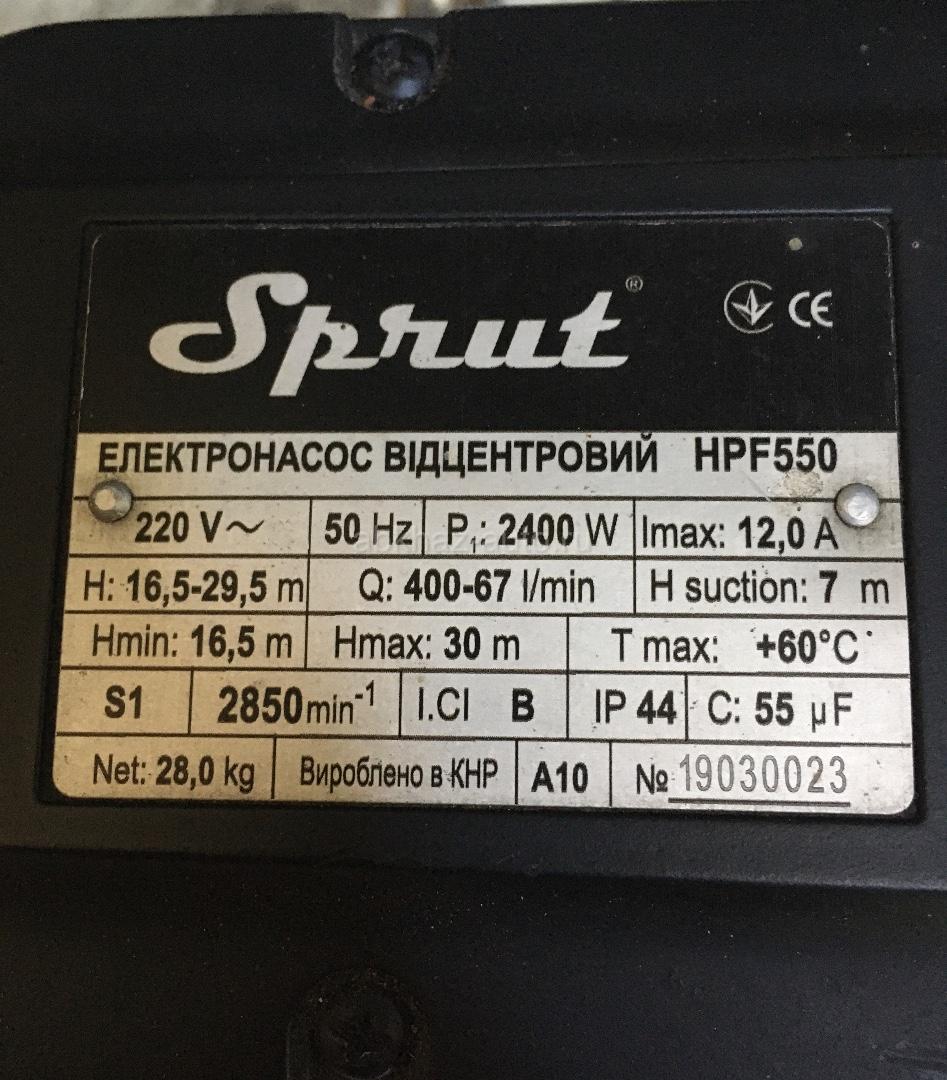 Sprut ®
CE
ЕЛЕКТРОНАСОС ВІДЦЕНТРОВИЙ HPF550
220 V~ 50 Hz P₁: 2400 W Imax: 12,0 A
H: 16,5-29,5 m Q: 400-67 l/min H suction: 7 m
Hmin: 16,5 m Hmax: 30 m T max: +60°C
S1 2850 min⁻¹ I.Cl B IP 44 C: 55 µF
Net: 28,0 kg Вироблено в КНР A10 № 19030023